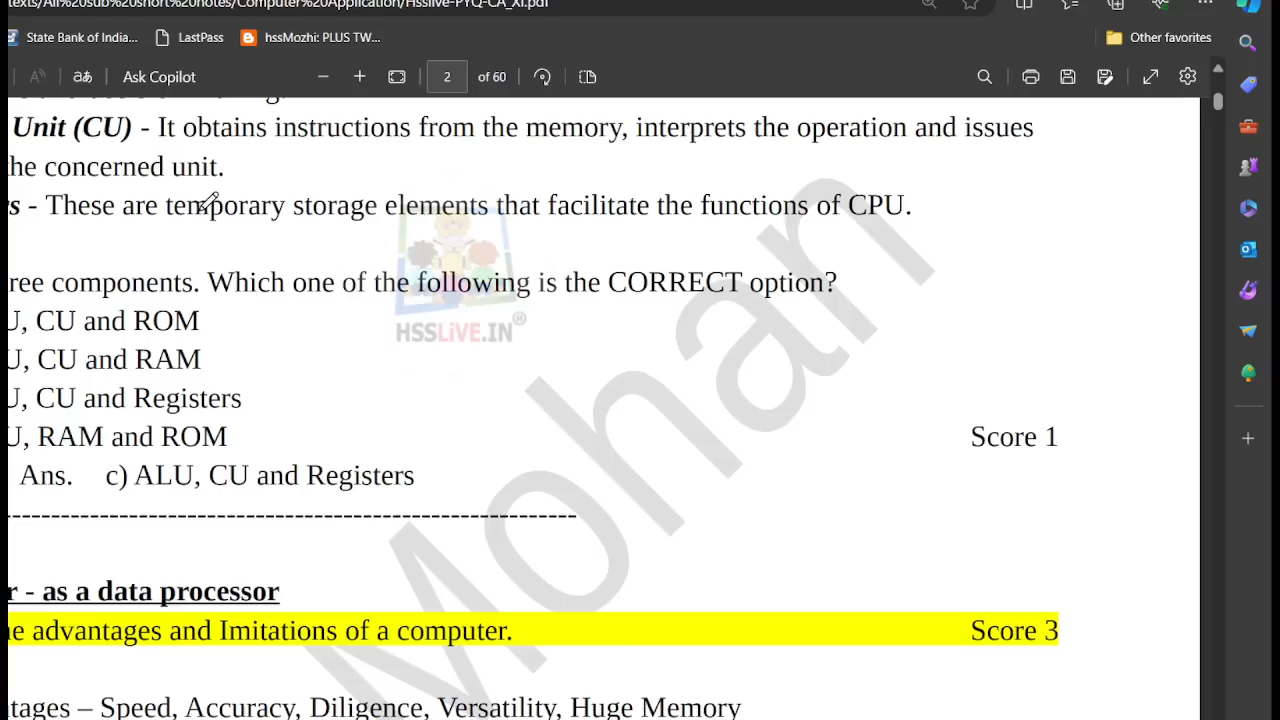 texts/All%20sub%20short%20notes/Computer%20Application/Hsslive-PYQ-CA_XI.pdf
State Bank of India...
LastPass
hssMozhi: PLUS TW...
Other favorites
Ask Copilot
2 of 60
Unit (CU) - It obtains instructions from the memory, interprets the operation and issues
the concerned unit.
rs - These are temporary storage elements that facilitate the functions of CPU.
ree components. Which one of the following is the CORRECT option?
U, CU and ROM
U, CU and RAM
U, CU and Registers
U, RAM and ROM Score 1
Ans. c) ALU, CU and Registers
r - as a data processor
he advantages and Imitations of a computer. Score 3
tages – Speed, Accuracy, Diligence, Versatility, Huge Memory
HSSLiVE.IN®
Mohan